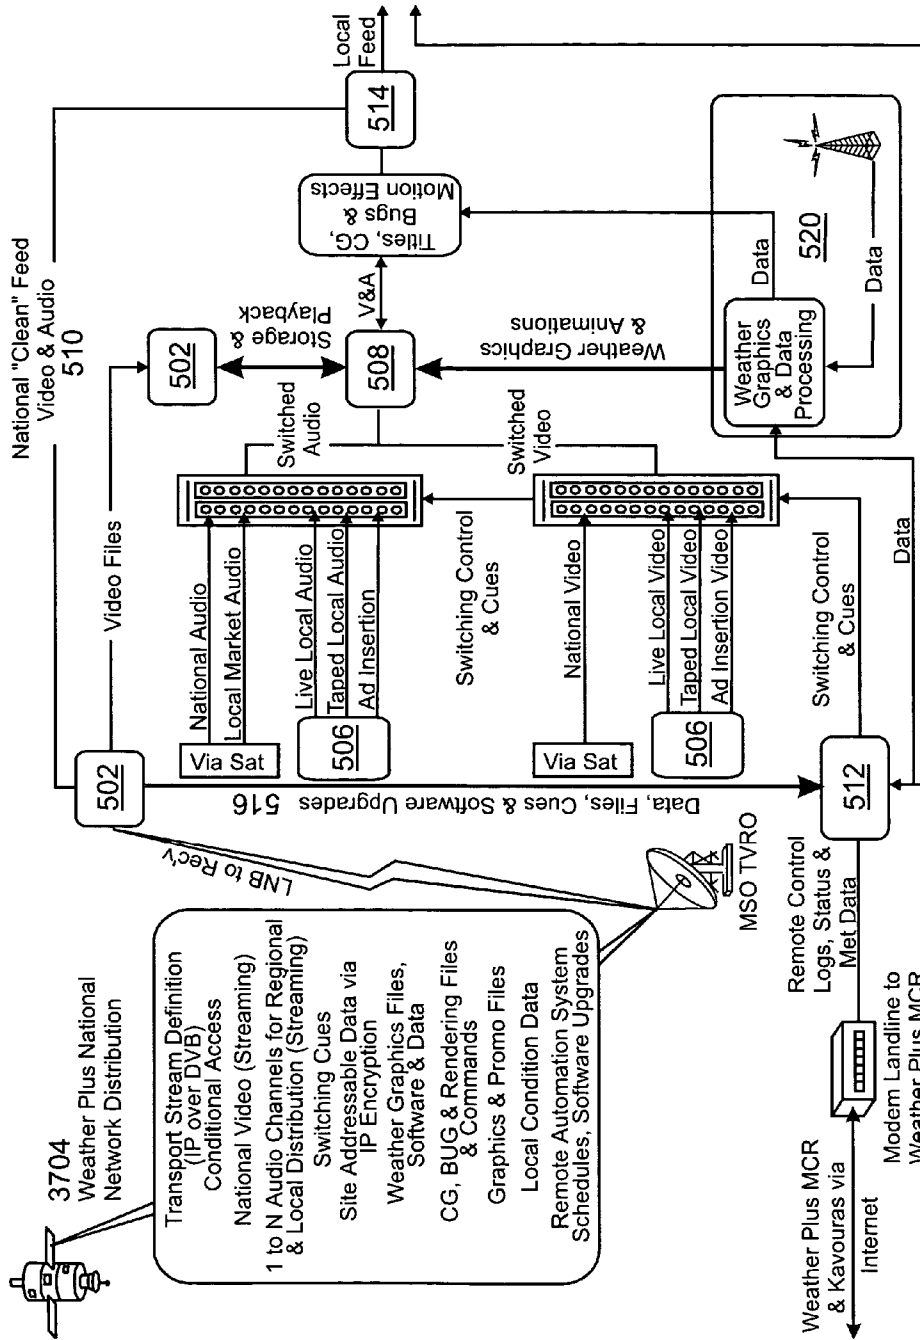 3704
Weather Plus National
Network Distribution
Transport Stream Definition
(IP over DVB)
Conditional Access
National Video (Streaming)
1 to N Audio Channels for Regional
& Local Distribution (Streaming)
Switching Cues
Site Addressable Data via
IP Encryption
Weather Graphics Files,
Software & Data
CG, BUG & Rendering Files
& Commands
Graphics & Promo Files
Local Condition Data
Remote Automation System
Schedules, Software Upgrades
LNB to Rec'v
MSO TVRO
Weather Plus MCR
& Kavouras via
Internet
Modem Landline to
Weather Plus MCR
Remote Control
Logs, Status &
Met Data
502
Data, Files, Cues & Software Upgrades
516
512
National "Clean" Feed
Video & Audio
510
Video Files
Via Sat
National Audio
Local Market Audio
506
Live Local Audio
Taped Local Audio
Ad Insertion
Switching Control
& Cues
Via Sat
National Video
506
Live Local Video
Taped Local Video
Ad Insertion Video
Switching Control
& Cues
Data
Switched
Audio
Switched
Video
502
Storage &
Playback
508
V&A
Weather Graphics
& Animations
Titles, CG,
Bugs &
Motion Effects
514
Local
Feed
Weather
Graphics
& Data
Processing
Data
520
Data